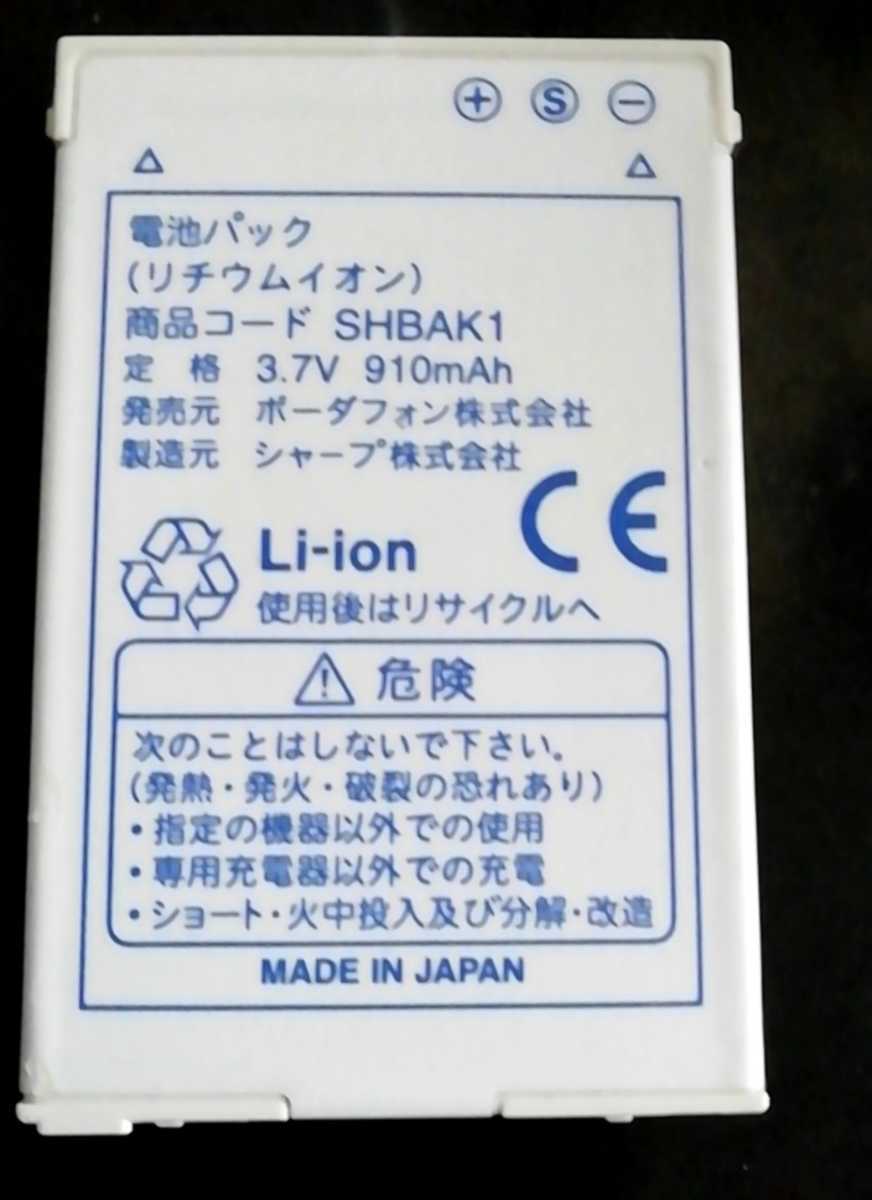 + S −
電池パック
(リチウムイオン)
商品コード SHBAK1
定 格 3.7V 910mAh
発売元 ボーダフォン株式会社
製造元 シャープ株式会社
CE
Li-ion
使用後はリサイクルへ
危険
次のことはしないで下さい。
(発熱・発火・破裂の恐れあり)
・指定の機器以外での使用
・専用充電器以外での充電
・ショート・火中投入及び分解・改造
MADE IN JAPAN